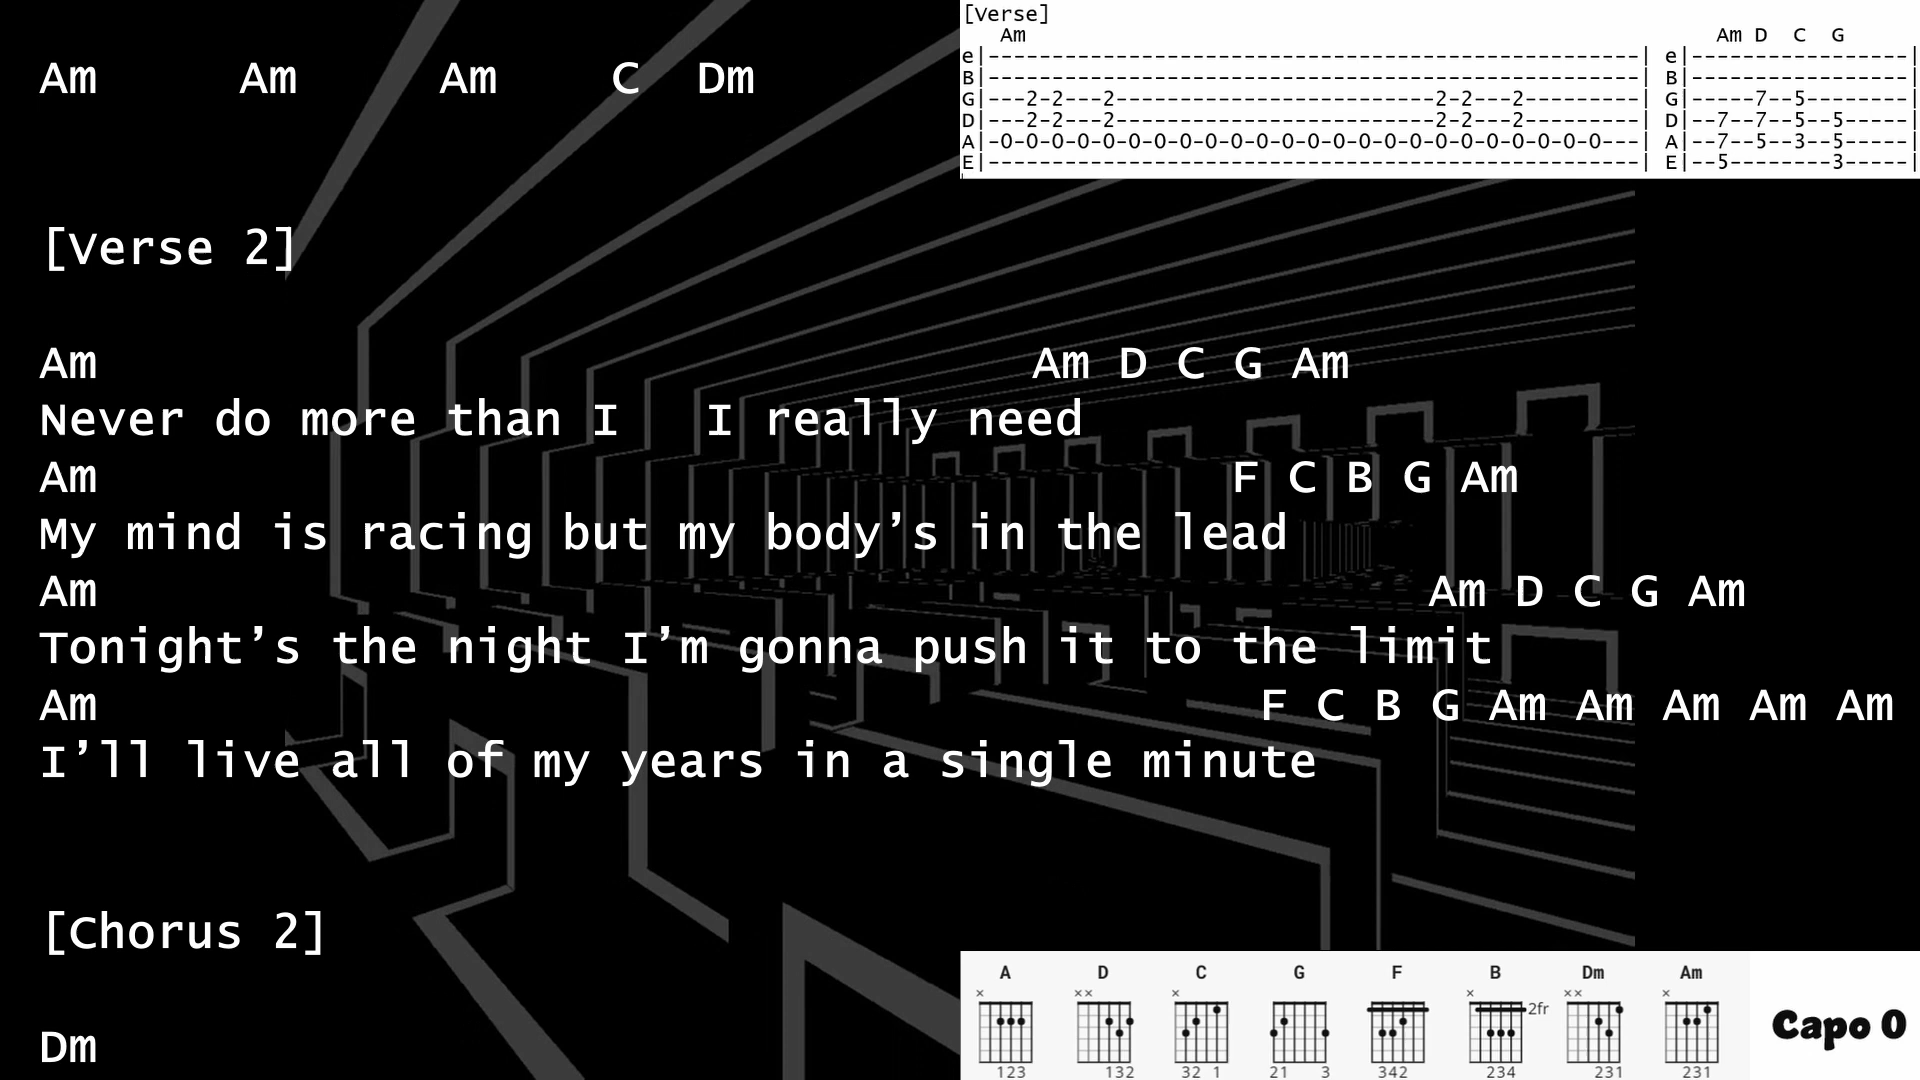 Am     Am     Am    C  Dm
[Verse 2]
Am                                Am D C G Am
Never do more than I   I really need
Am                                       F C B G Am
My mind is racing but my body’s in the lead
Am                                              Am D C G Am
Tonight’s the night I’m gonna push it to the limit
Am                                        F C B G Am Am Am Am Am
I’ll live all of my years in a single minute
[Chorus 2]
Dm
[Verse]
Am
e|---------------------------------------------------|
B|---------------------------------------------------|
G|---2-2---2-------------------------2-2---2---------|
D|---2-2---2-------------------------2-2---2---------|
A|-0-0-0-0-0-0-0-0-0-0-0-0-0-0-0-0-0-0-0-0-0-0-0-0---|
E|---------------------------------------------------|
Am D  C  G
e|-----------------|
B|-----------------|
G|-----7--5--------|
D|--7--7--5--5-----|
A|--7--5--3--5-----|
E|--5--------3-----|
A D C G F B Dm Am
× ×× × × ×× ×
2fr
123 132 32 1 21 3 342 234 231 231
Capo 0